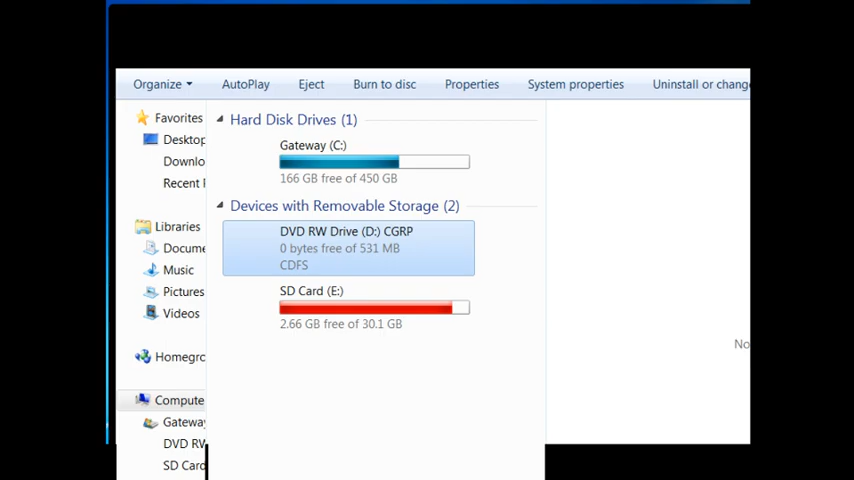 Organize AutoPlay Eject Burn to disc Properties System properties Uninstall or change
Favorites
Desktop
Downlo
Recent
Libraries
Docume
Music
Pictures
Videos
Homegro
Compute
Gateway
DVD RW
SD Card
Hard Disk Drives (1)
Gateway (C:)
166 GB free of 450 GB
Devices with Removable Storage (2)
DVD RW Drive (D:) CGRP
0 bytes free of 531 MB
CDFS
SD Card (E:)
2.66 GB free of 30.1 GB
No